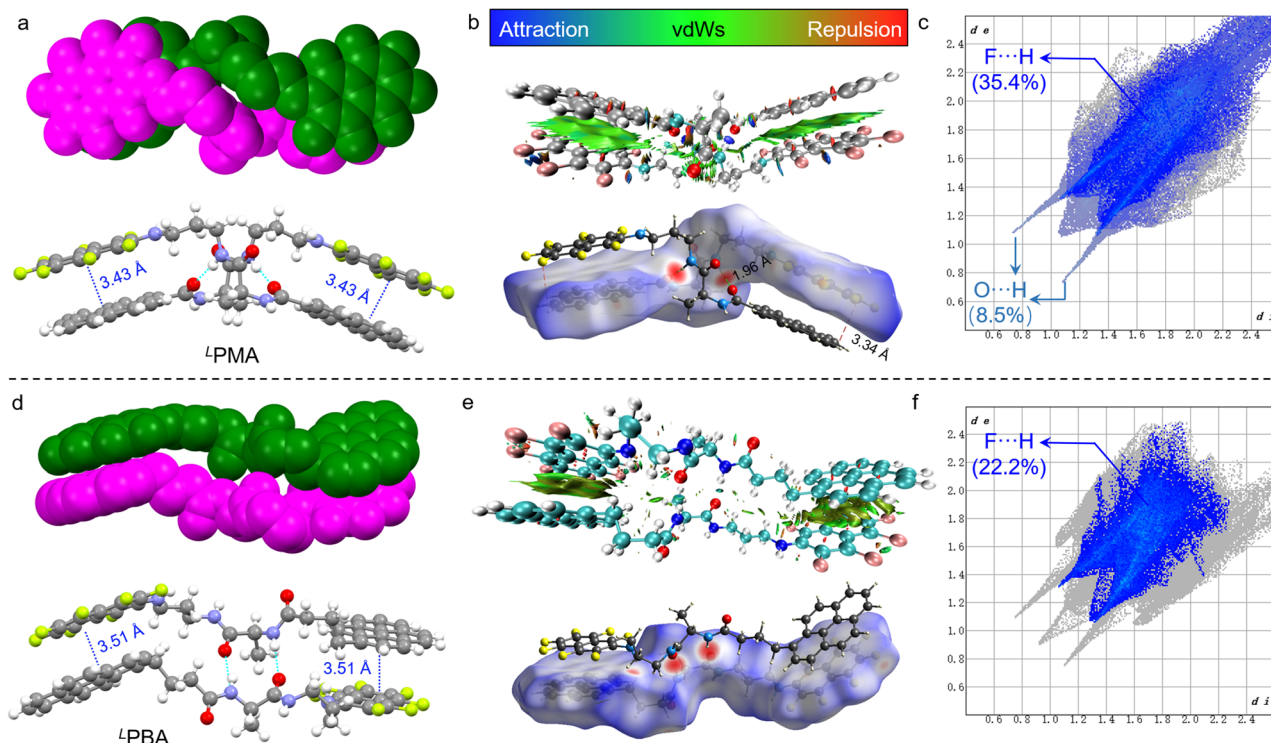 a
3.43 Å
3.43 Å
ᴸPMA
b
Attraction vdWs Repulsion
1.96 Å
3.34 Å
c
d e
2.4
2.2
2.0
1.8
1.6
1.4
1.2
1.0
0.8
0.6
F···H
(35.4%)
O···H
(8.5%)
0.6 0.8 1.0 1.2 1.4 1.6 1.8 2.0 2.2 2.4
d i
d
3.51 Å
3.51 Å
ᴸPBA
e
f
d e
2.4
2.2
2.0
1.8
1.6
1.4
1.2
1.0
0.8
0.6
F···H
(22.2%)
0.6 0.8 1.0 1.2 1.4 1.6 1.8 2.0 2.2 2.4
d i